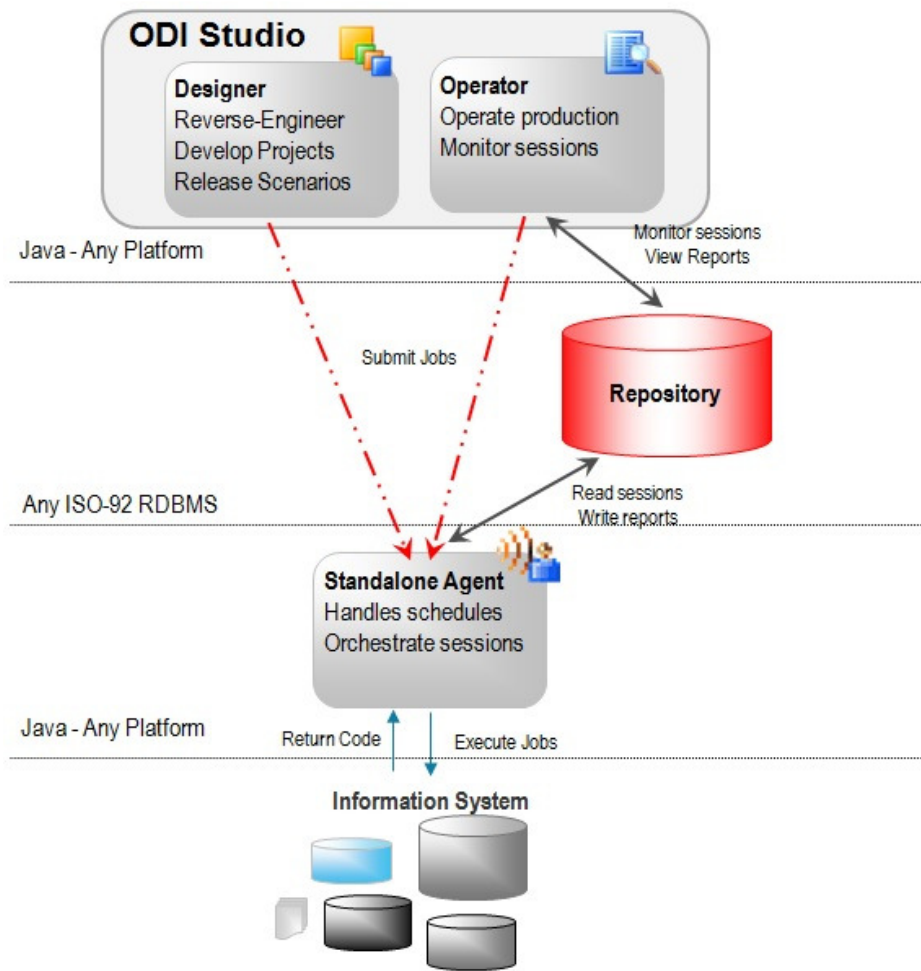 ODI Studio
Designer
Reverse-Engineer
Develop Projects
Release Scenarios
Operator
Operate production
Monitor sessions
Java - Any Platform
Monitor sessions
View Reports
Submit Jobs
Repository
Any ISO-92 RDBMS
Read sessions
Write reports
Standalone Agent
Handles schedules
Orchestrate sessions
Java - Any Platform
Return Code
Execute Jobs
Information System